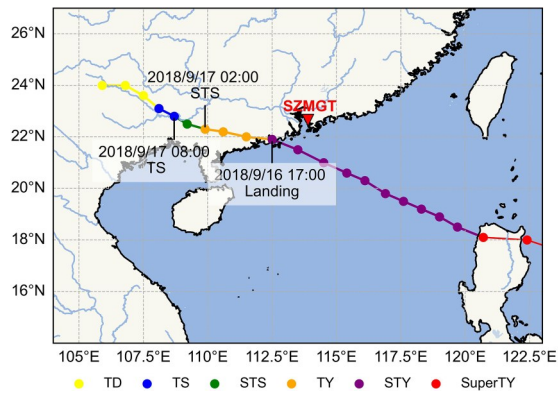 26°N
24°N
22°N
20°N
18°N
16°N
2018/9/17 02:00
STS
SZMGT
2018/9/17 08:00
TS
2018/9/16 17:00
Landing
105°E 107.5°E 110°E 112.5°E 115°E 117.5°E 120°E 122.5°E
TD TS STS TY STY SuperTY